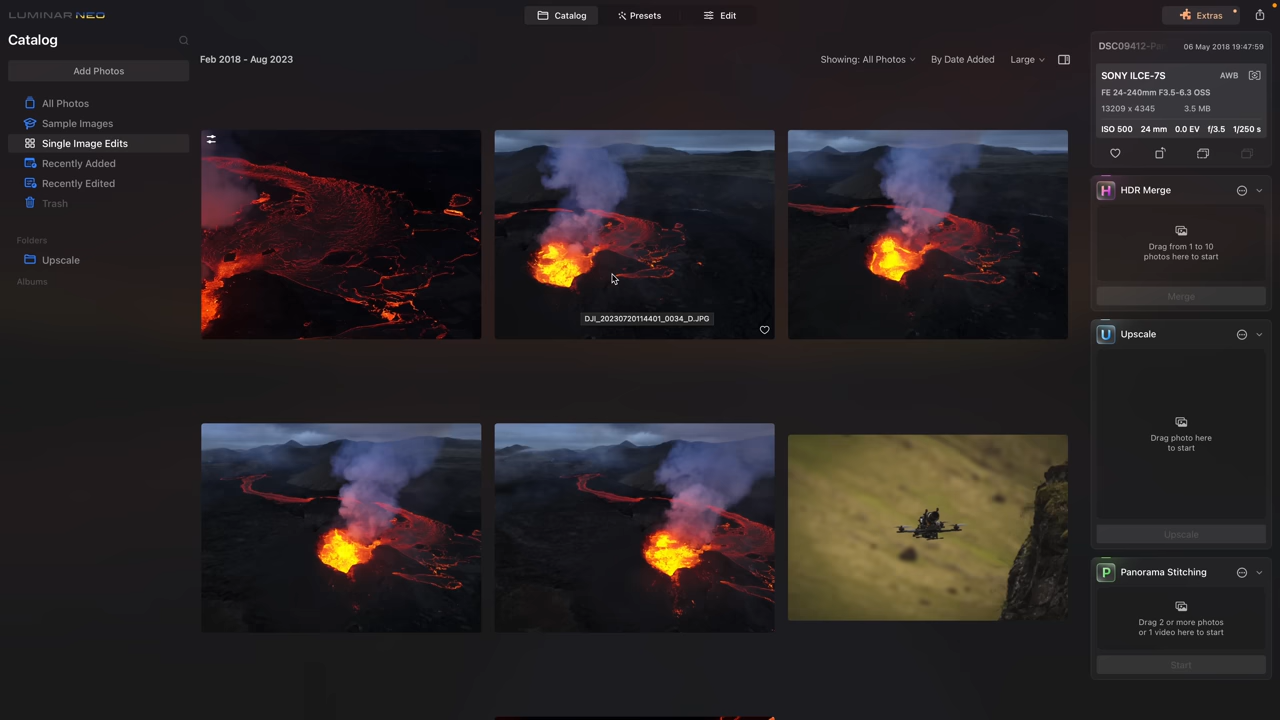 LUMINAR NEO
Catalog
Presets
Edit
Extras
Catalog
Add Photos
All Photos
Sample Images
Single Image Edits
Recently Added
Recently Edited
Trash
Folders
Upscale
Albums
Feb 2018 - Aug 2023
Showing: All Photos
By Date Added
Large
DJI_20230720114401_0034_D.JPG
DSC09412-Pa
06 May 2018 19:47:59
SONY ILCE-7S
AWB
FE 24-240mm F3.5-6.3 OSS
13209 x 4345
3.5 MB
ISO 500
24 mm
0.0 EV
f/3.5
1/250 s
H
HDR Merge
Drag from 1 to 10
photos here to start
Merge
U
Upscale
Drag photo here
to start
Upscale
P
Panorama Stitching
Drag 2 or more photos
or 1 video here to start
Start